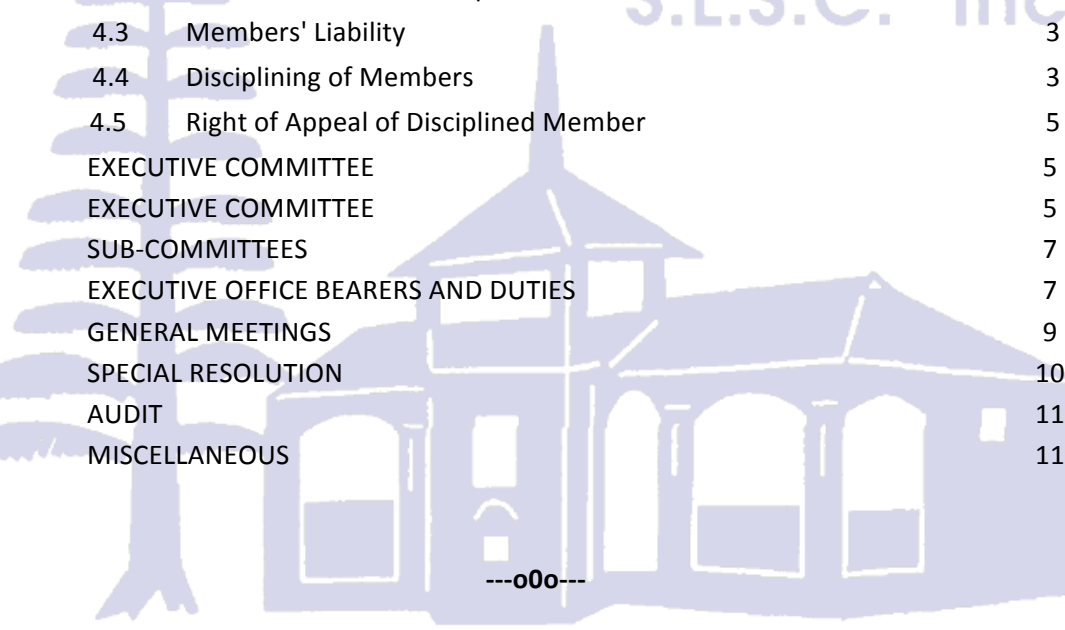 S.L.S.C. Inc
4.3 Members' Liability 3
4.4 Disciplining of Members 3
4.5 Right of Appeal of Disciplined Member 5
EXECUTIVE COMMITTEE 5
EXECUTIVE COMMITTEE 5
SUB-COMMITTEES 7
EXECUTIVE OFFICE BEARERS AND DUTIES 7
GENERAL MEETINGS 9
SPECIAL RESOLUTION 10
AUDIT 11
MISCELLANEOUS 11
---o0o---